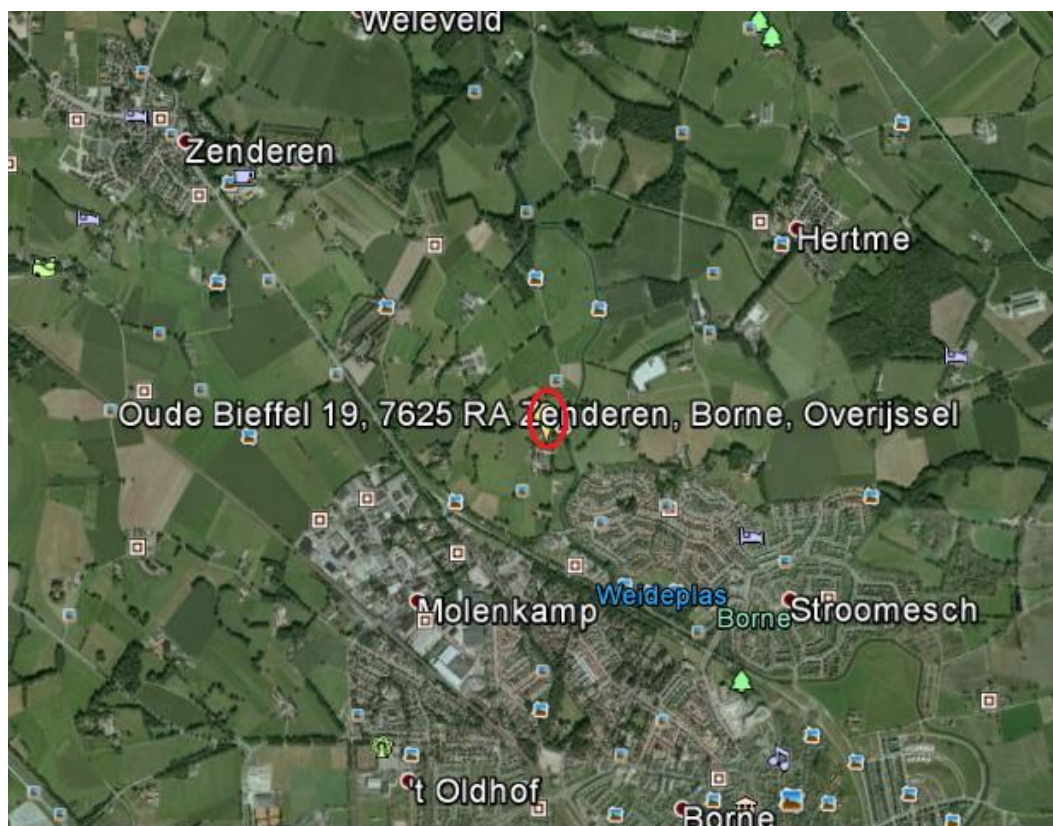 Weleveld
Zenderen
Hertme
Oude Bieffel 19, 7625 RA Zenderen, Borne, Overijssel
Weideplas
Molenkamp
Borne
Stroomesch
't Oldhof
Borne